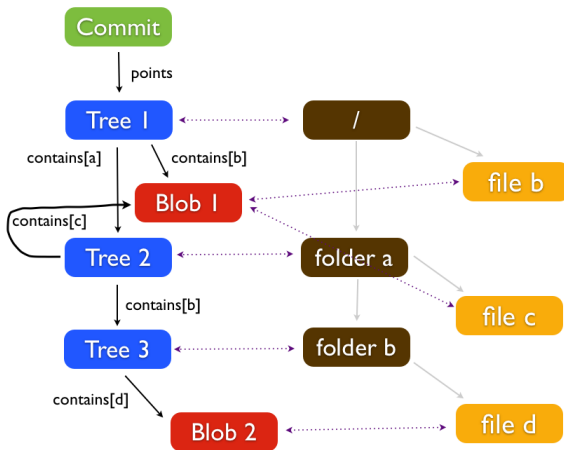 Commit
points
Tree 1
/
contains[a]
contains[b]
file b
Blob 1
contains[c]
Tree 2
folder a
contains[b]
file c
Tree 3
folder b
contains[d]
Blob 2
file d